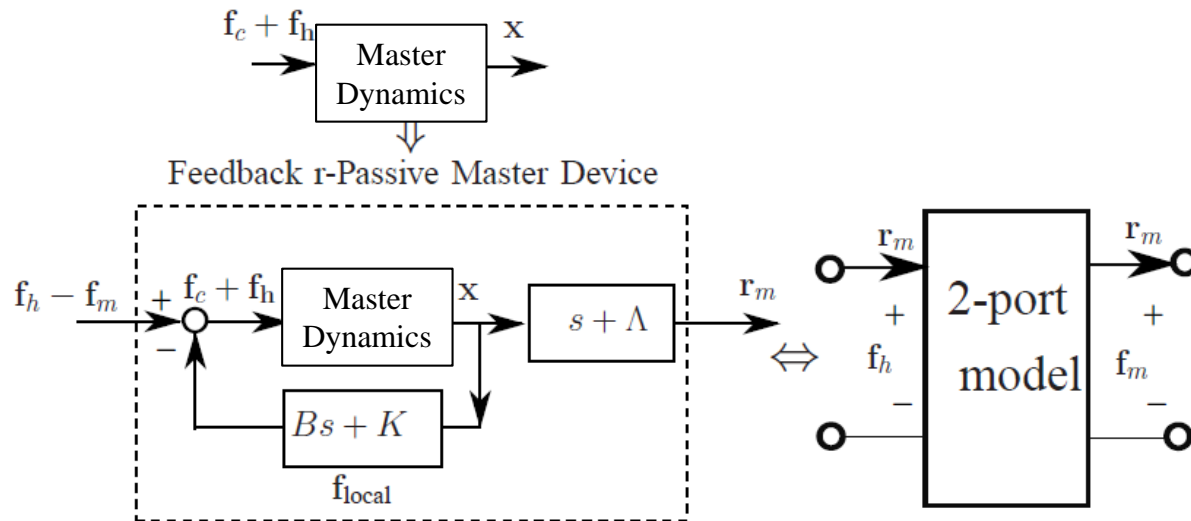 f_c + f_h
x
Master
Dynamics
⇓
Feedback r-Passive Master Device
f_h − f_m
+
−
f_c + f_h
Master
Dynamics
x
s + Λ
r_m
Bs + K
f_local
⇔
r_m
+
f_h
−
2-port
model
r_m
+
f_m
−